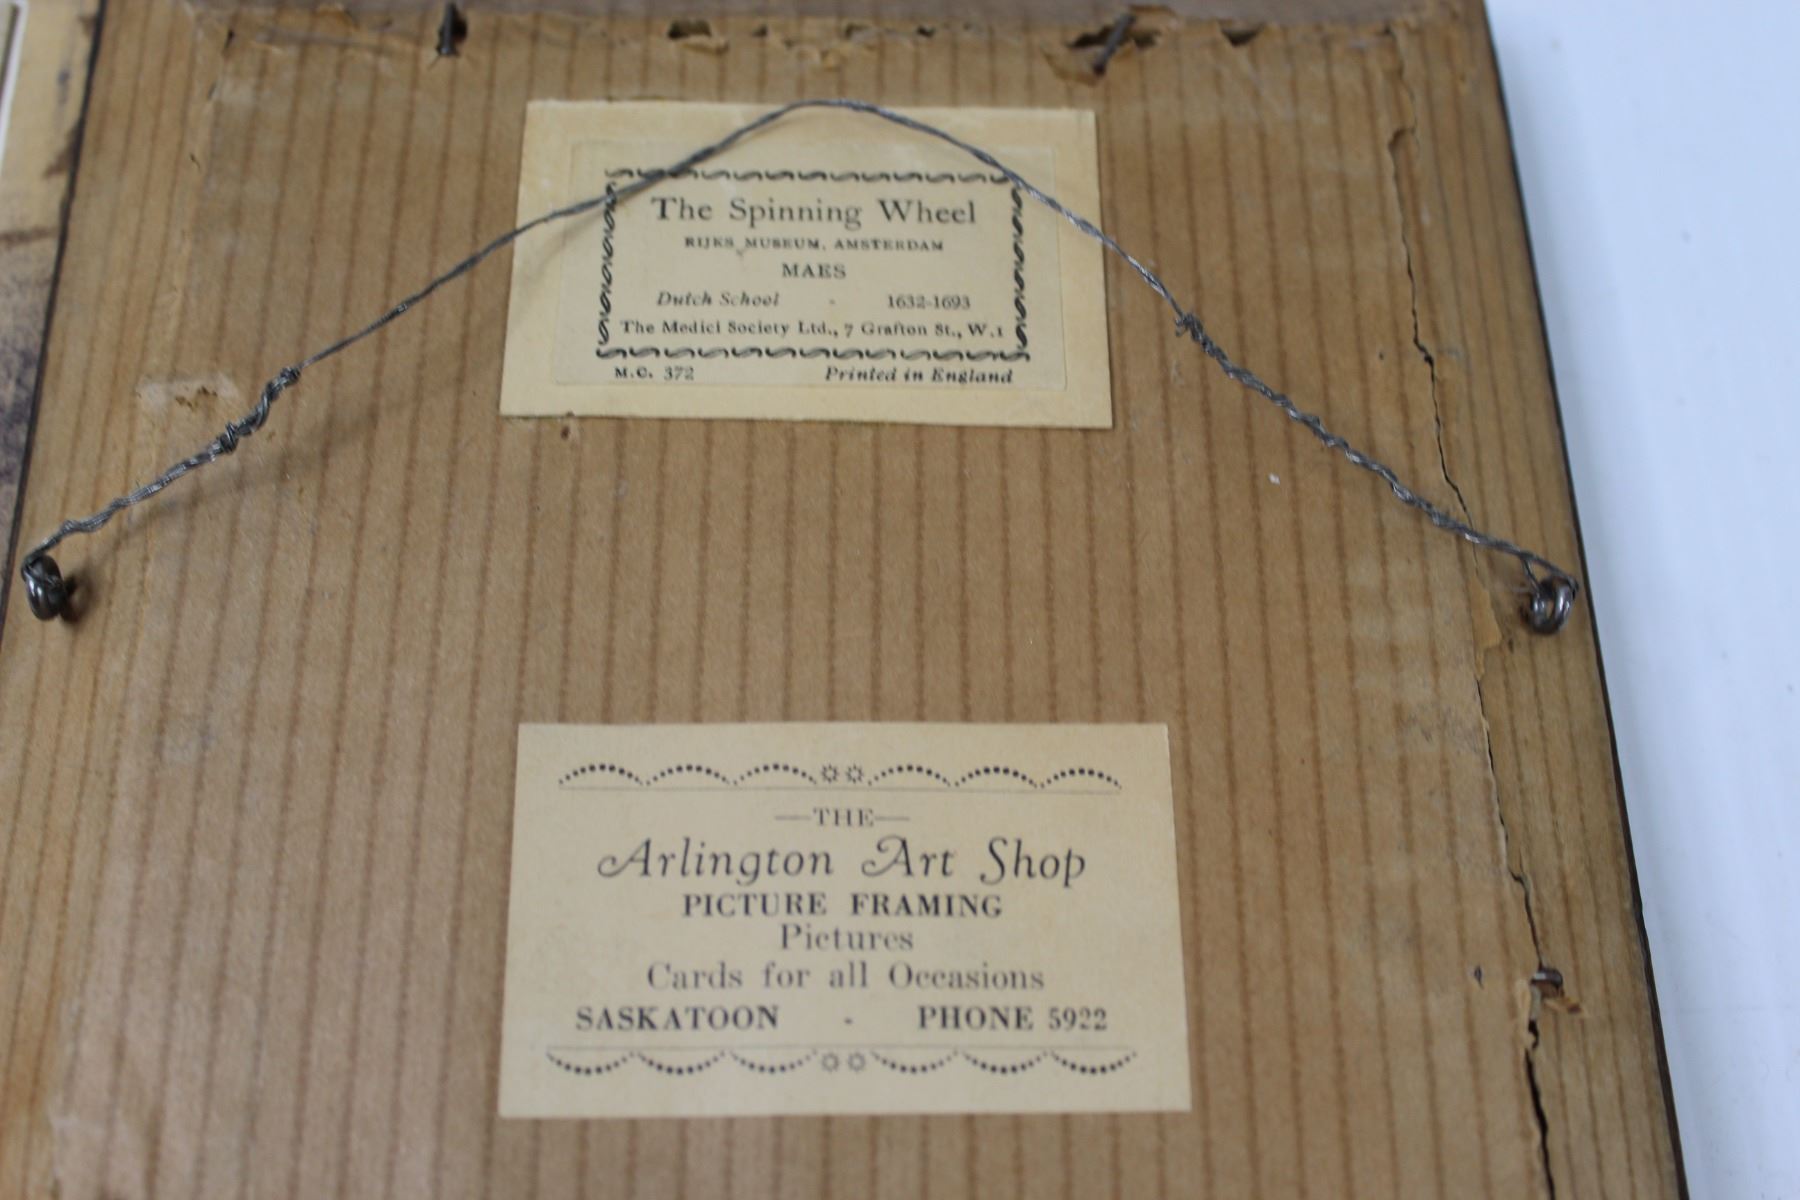 The Spinning Wheel
RIJKS MUSEUM, AMSTERDAM
MAES
Dutch School - 1632-1693
The Medici Society Ltd., 7 Grafton St., W.1
M.C. 372 Printed in England
—THE—
Arlington Art Shop
PICTURE FRAMING
Pictures
Cards for all Occasions
SASKATOON - PHONE 5922